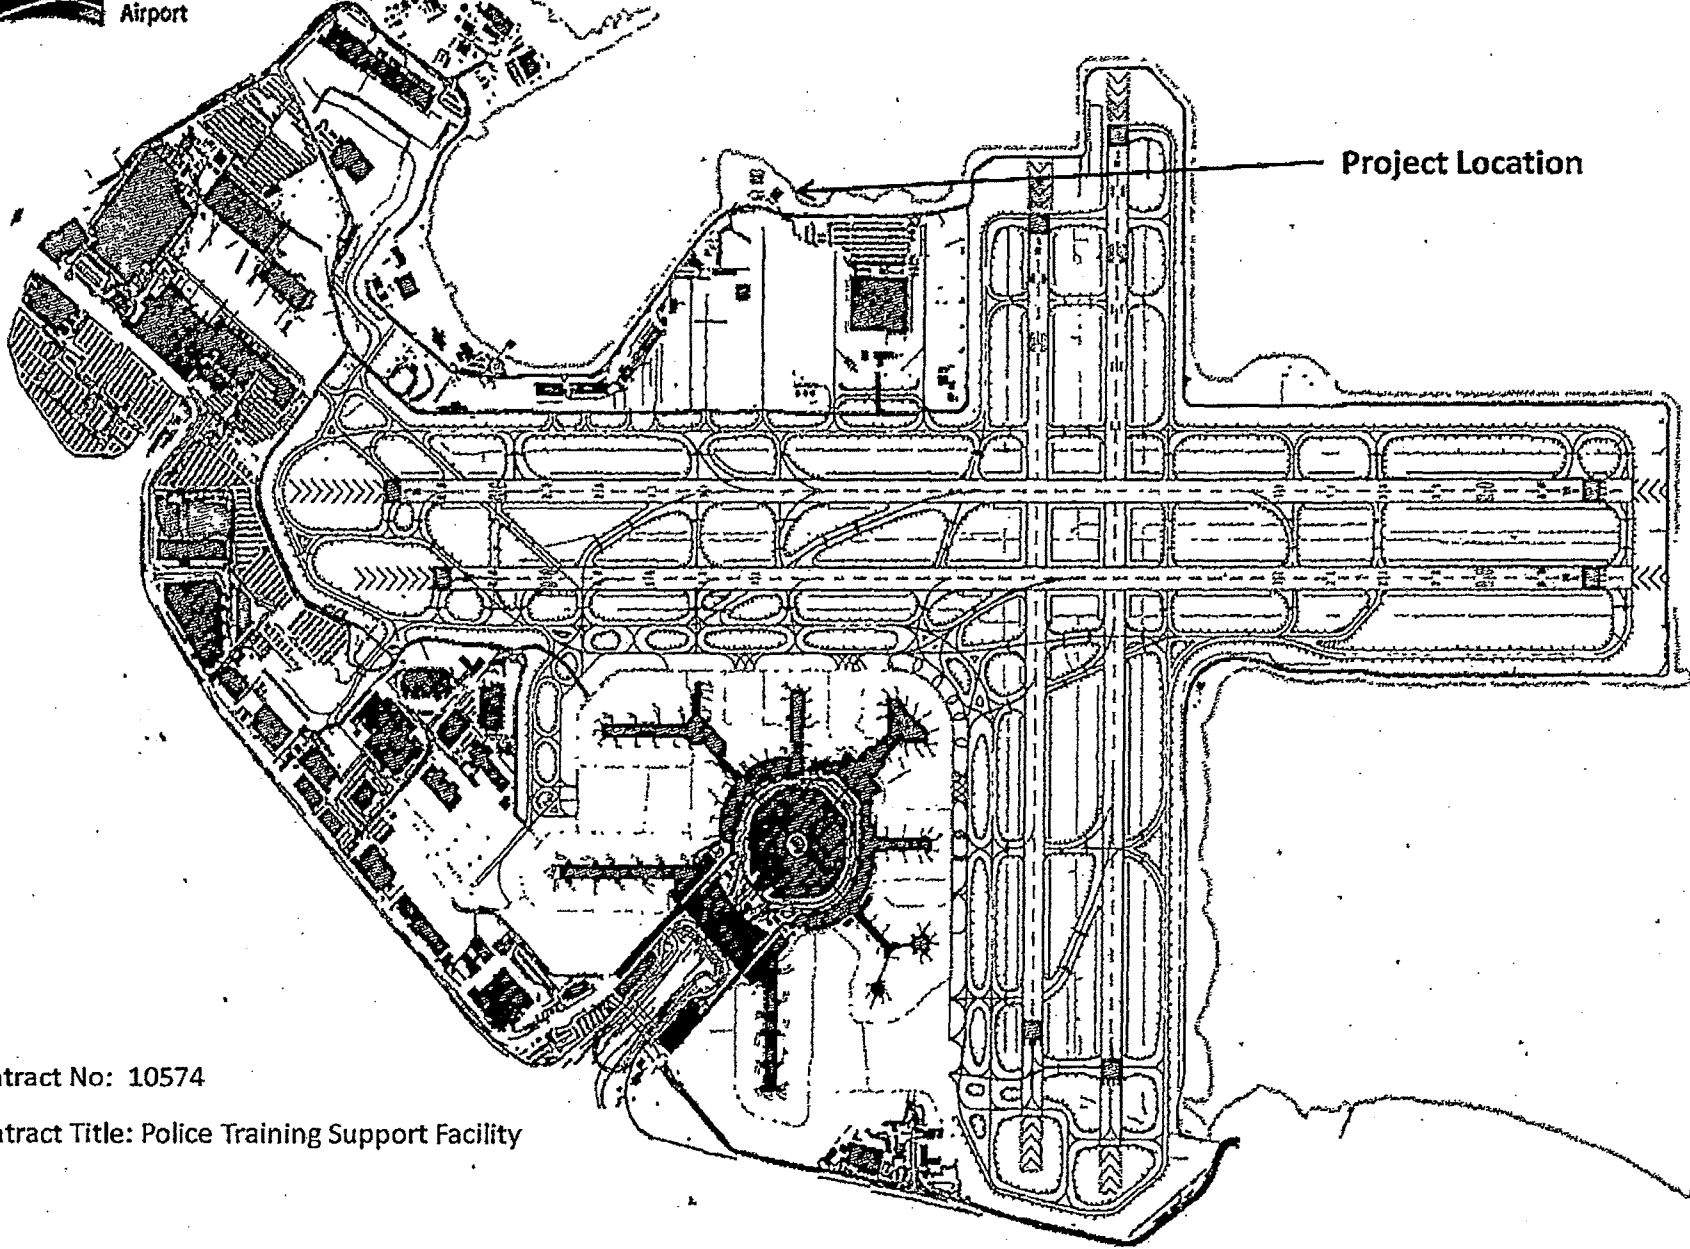 Airport
Project Location
ntract No: 10574
ntract Title: Police Training Support Facility